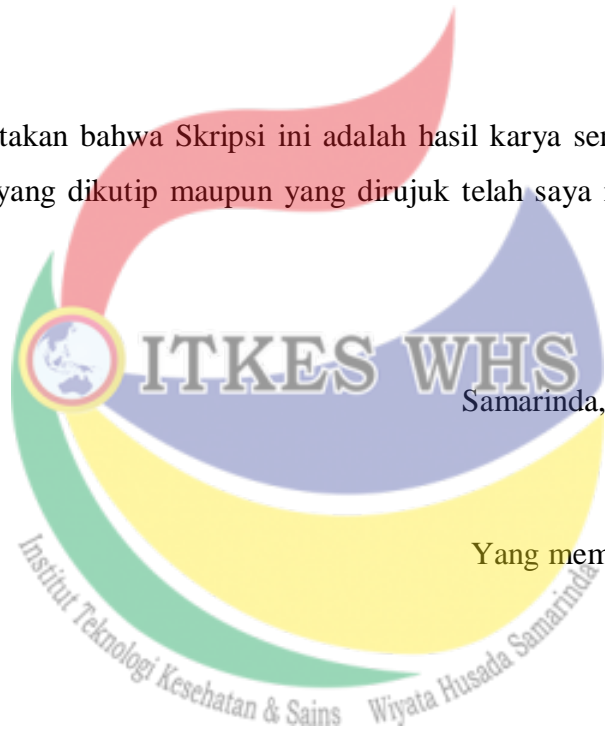 takan bahwa Skripsi ini adalah hasil karya ser
yang dikutip maupun yang dirujuk telah saya
ITKES WHS
Samarinda,
Yang mem
Institut Teknologi Kesehatan & Sains Wiyata Husada Samarinda